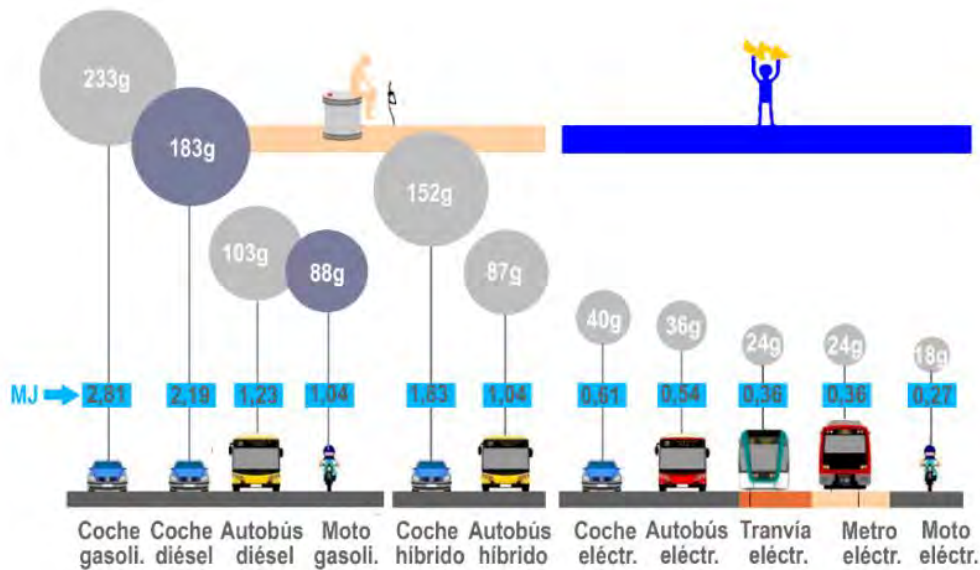 233g
183g
152g
103g
88g
87g
40g
36g
24g
24g
18g
MJ
2,81
2,19
1,23
1,04
1,83
1,04
0,61
0,54
0,36
0,36
0,27
Coche gasoli.
Coche diésel
Autobús diésel
Moto gasoli.
Coche híbrido
Autobús híbrido
Coche eléctr.
Autobús eléctr.
Tranvía eléctr.
Metro eléctr.
Moto eléctr.